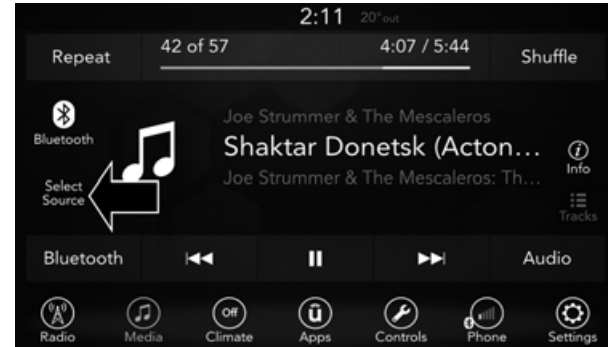 2:11 20° out
Repeat
42 of 57
4:07 / 5:44
Shuffle
Bluetooth
Joe Strummer & The Mescaleros
Shaktar Donetsk (Acton...
Joe Strummer & The Mescaleros: Th...
Info
Select
Source
Tracks
Bluetooth
Audio
Radio
Media
Off
Climate
ū
Apps
Controls
Phone
Settings